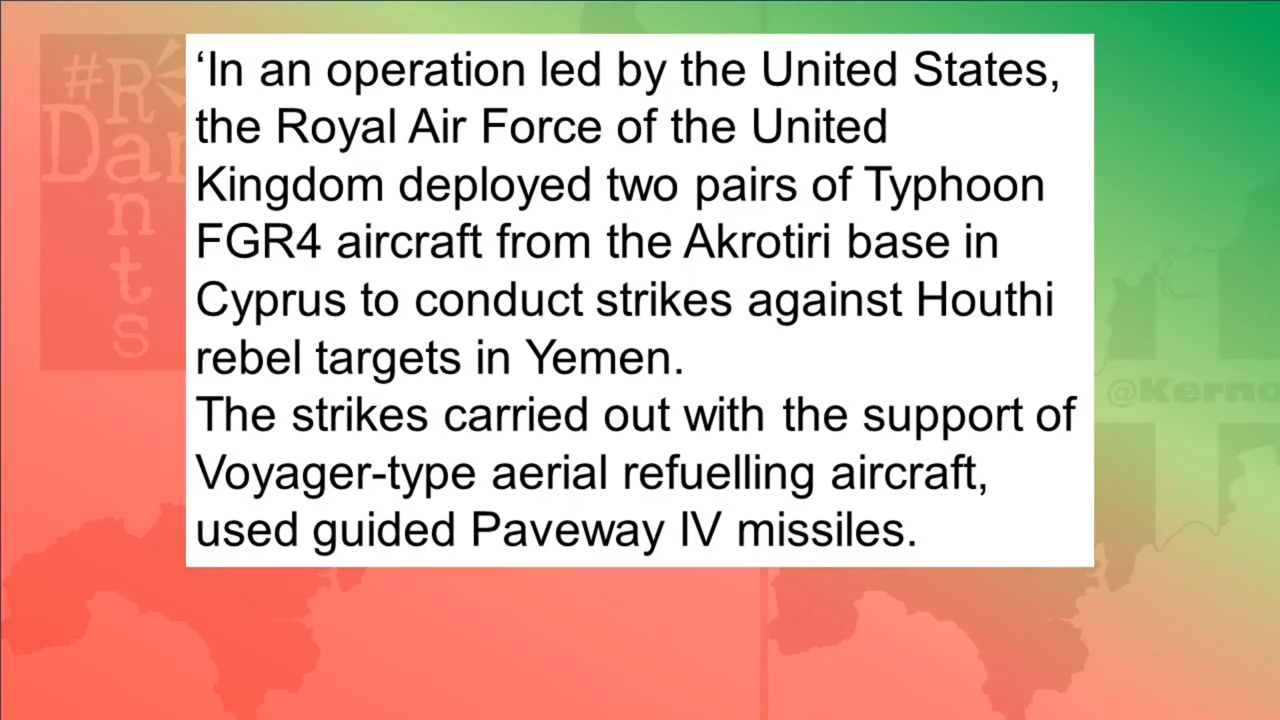 #R
Dan
n
t
s
‘In an operation led by the United States,
the Royal Air Force of the United
Kingdom deployed two pairs of Typhoon
FGR4 aircraft from the Akrotiri base in
Cyprus to conduct strikes against Houthi
rebel targets in Yemen.
The strikes carried out with the support of
Voyager-type aerial refuelling aircraft,
used guided Paveway IV missiles.
@Kerno